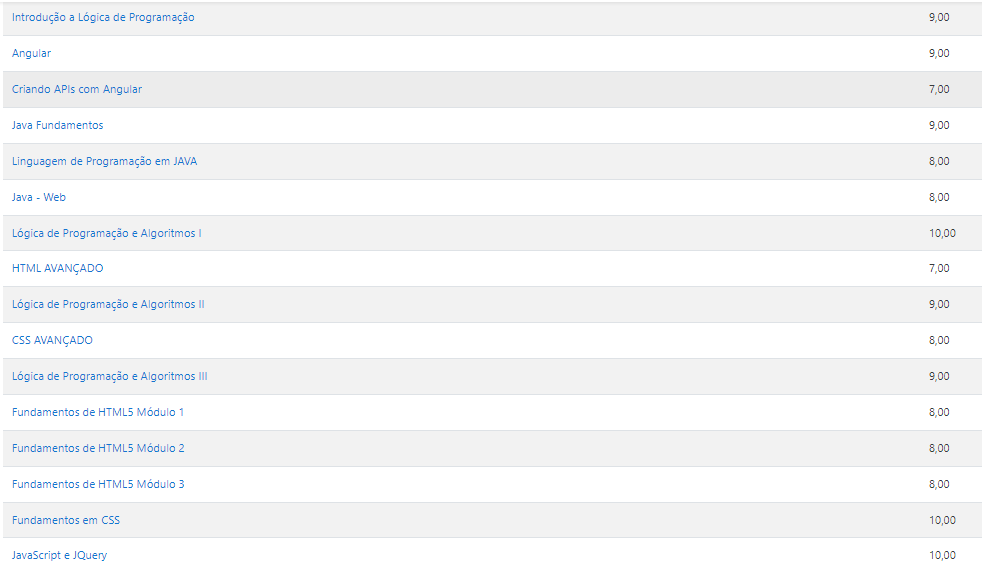 Introdução a Lógica de Programação 9,00
Angular 9,00
Criando APIs com Angular 7,00
Java Fundamentos 9,00
Linguagem de Programação em JAVA 8,00
Java - Web 8,00
Lógica de Programação e Algoritmos I 10,00
HTML AVANÇADO 7,00
Lógica de Programação e Algoritmos II 9,00
CSS AVANÇADO 8,00
Lógica de Programação e Algoritmos III 9,00
Fundamentos de HTML5 Módulo 1 8,00
Fundamentos de HTML5 Módulo 2 8,00
Fundamentos de HTML5 Módulo 3 8,00
Fundamentos em CSS 10,00
JavaScript e JQuery 10,00